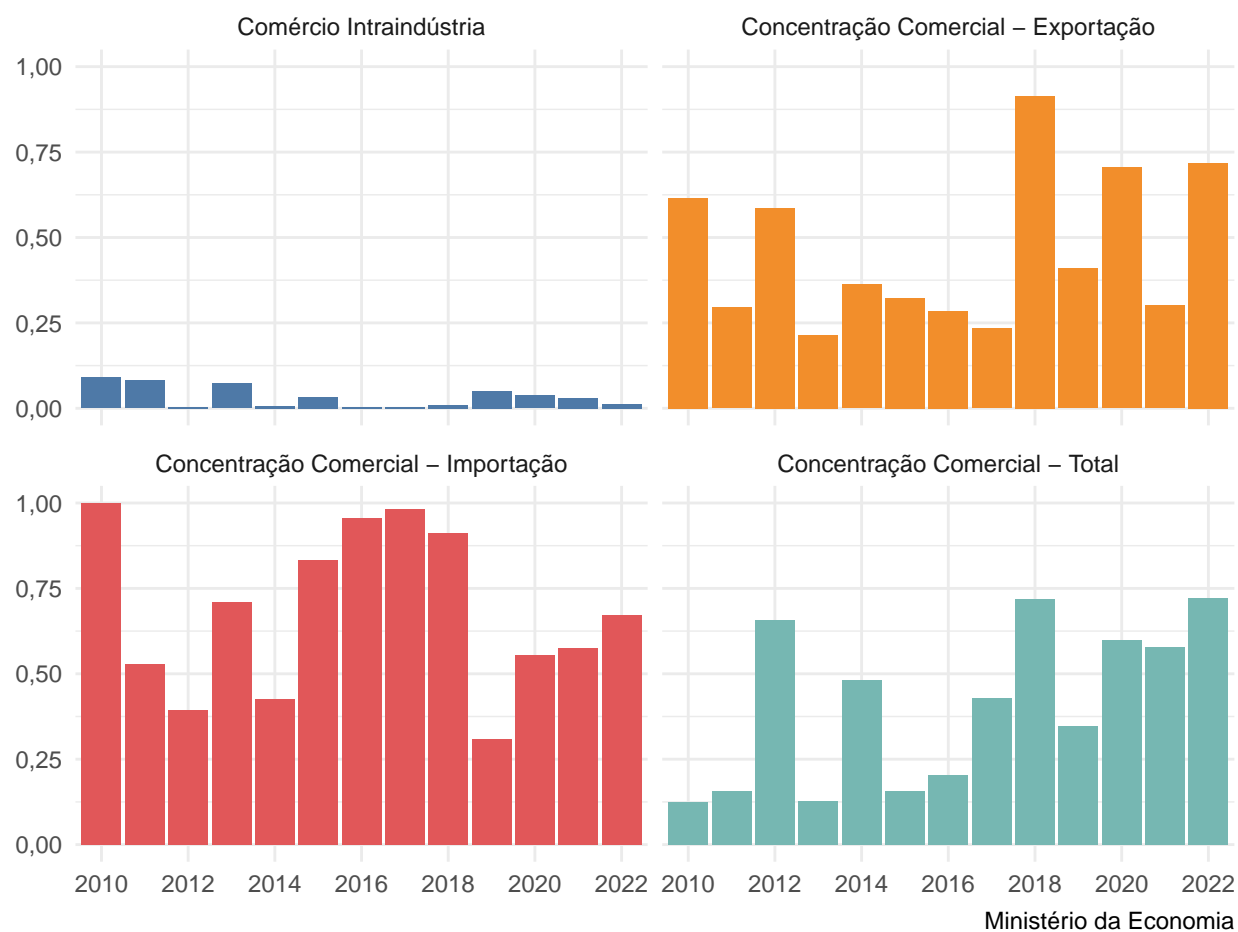 Comércio Intraindústria
Concentração Comercial – Exportação
1,00
0,75
0,50
0,25
0,00
Concentração Comercial – Importação
Concentração Comercial – Total
1,00
0,75
0,50
0,25
0,00
2010 2012 2014 2016 2018 2020 2022
2010 2012 2014 2016 2018 2020 2022
Ministério da Economia